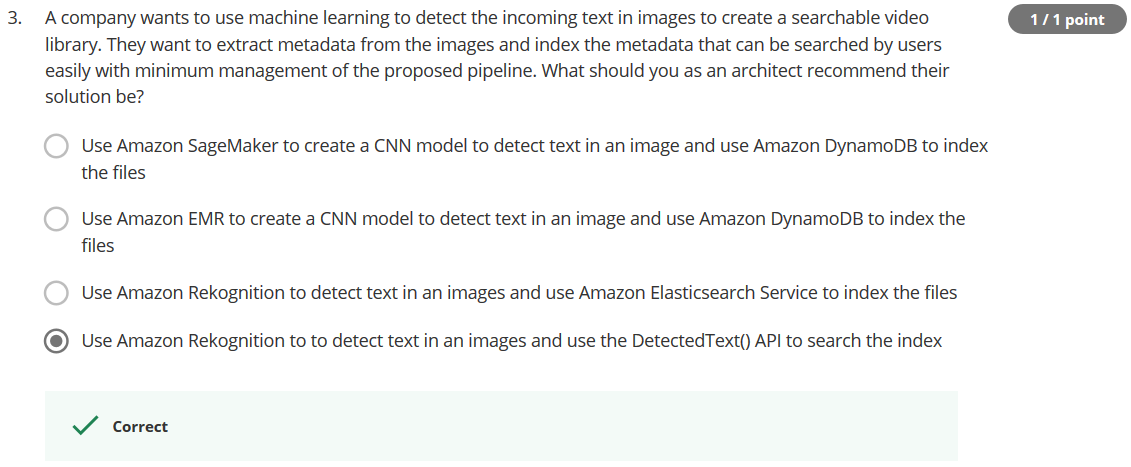 3. A company wants to use machine learning to detect the incoming text in images to create a searchable video
1 / 1 point
library. They want to extract metadata from the images and index the metadata that can be searched by users
easily with minimum management of the proposed pipeline. What should you as an architect recommend their
solution be?
Use Amazon SageMaker to create a CNN model to detect text in an image and use Amazon DynamoDB to index
the files
Use Amazon EMR to create a CNN model to detect text in an image and use Amazon DynamoDB to index the
files
Use Amazon Rekognition to detect text in an images and use Amazon Elasticsearch Service to index the files
Use Amazon Rekognition to to detect text in an images and use the DetectedText() API to search the index
Correct